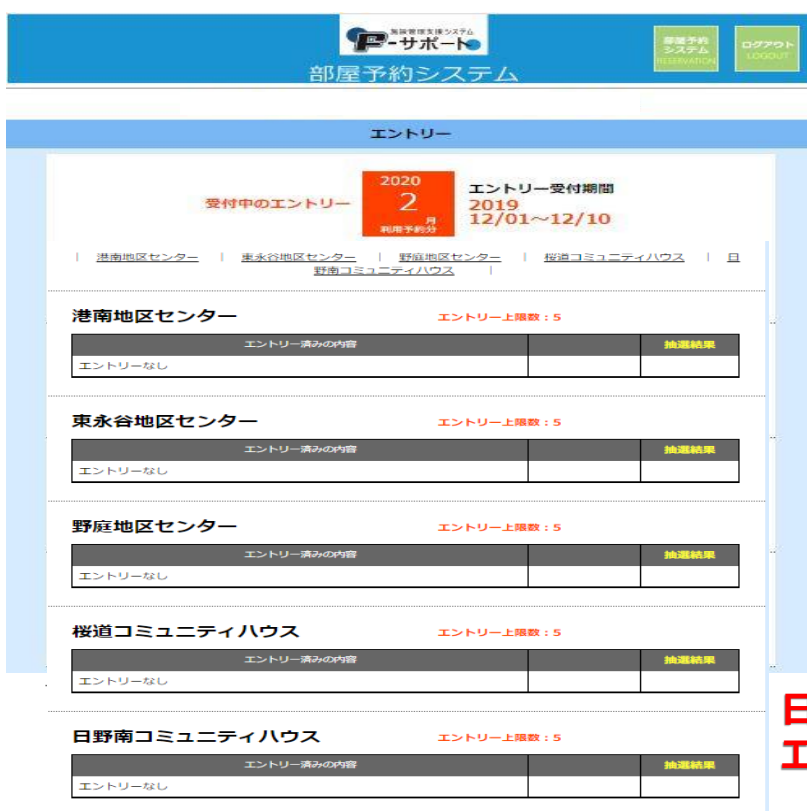 施設管理支援システム
F-サポート
部屋予約システム
部屋予約
システム
RESERVATION
ログアウト
LOGOUT
エントリー
受付中のエントリー
2020
2
月
利用予約分
エントリー受付期間
2019
12/01～12/10
| 港南地区センター | 東永谷地区センター | 野庭地区センター | 桜道コミュニティハウス | 日
野南コミュニティハウス |
港南地区センター エントリー上限数：5
エントリー済みの内容 抽選結果
エントリーなし
東永谷地区センター エントリー上限数：5
エントリー済みの内容 抽選結果
エントリーなし
野庭地区センター エントリー上限数：5
エントリー済みの内容 抽選結果
エントリーなし
桜道コミュニティハウス エントリー上限数：5
エントリー済みの内容 抽選結果
エントリーなし
日野南コミュニティハウス エントリー上限数：5
エントリー済みの内容 抽選結果
エントリーなし
日
エ